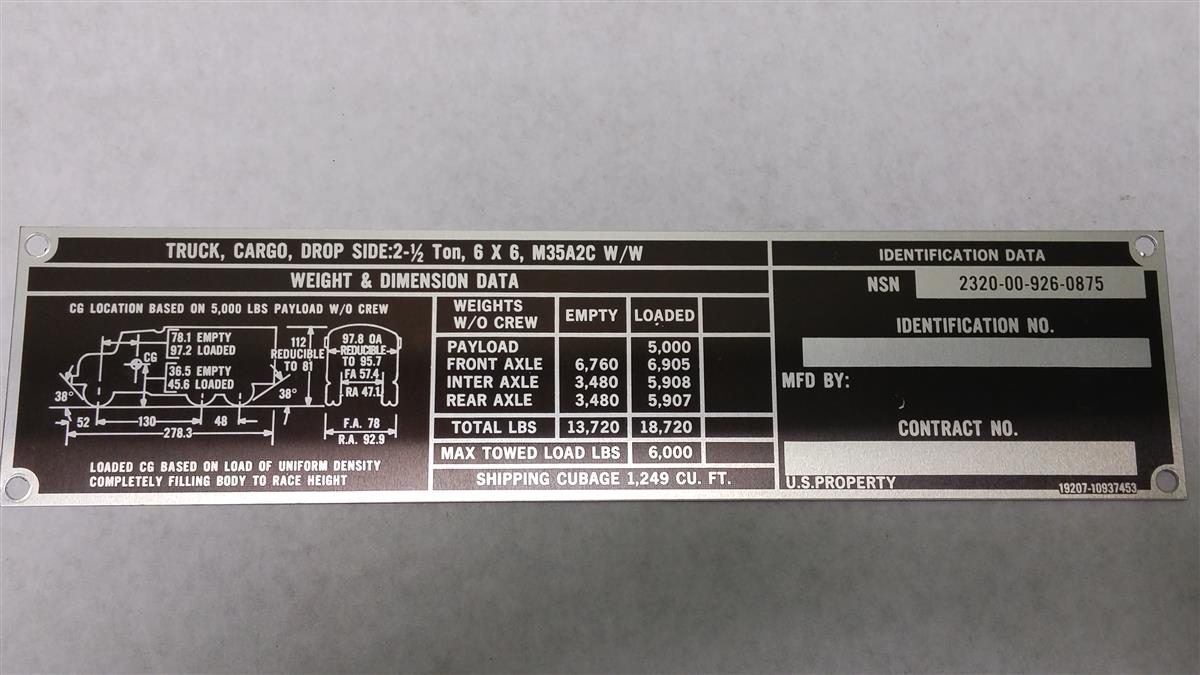 TRUCK, CARGO, DROP SIDE:2-½ Ton, 6 X 6, M35A2C W/W
WEIGHT & DIMENSION DATA
CG LOCATION BASED ON 5,000 LBS PAYLOAD W/O CREW
78.1 EMPTY
97.2 LOADED
CG
36.5 EMPTY
45.6 LOADED
112
REDUCIBLE
TO 81
97.8 OA
REDUCIBLE
TO 95.7
FA 57.4
RA 47.1
38°
38°
52
130
48
278.3
F.A. 78
R.A. 92.9
LOADED CG BASED ON LOAD OF UNIFORM DENSITY
COMPLETELY FILLING BODY TO RACE HEIGHT
WEIGHTS W/O CREW EMPTY LOADED
PAYLOAD 5,000
FRONT AXLE 6,760 6,905
INTER AXLE 3,480 5,908
REAR AXLE 3,480 5,907
TOTAL LBS 13,720 18,720
MAX TOWED LOAD LBS 6,000
SHIPPING CUBAGE 1,249 CU. FT.
IDENTIFICATION DATA
NSN 2320-00-926-0875
IDENTIFICATION NO.
MFD BY:
CONTRACT NO.
U.S.PROPERTY
19207-10937453